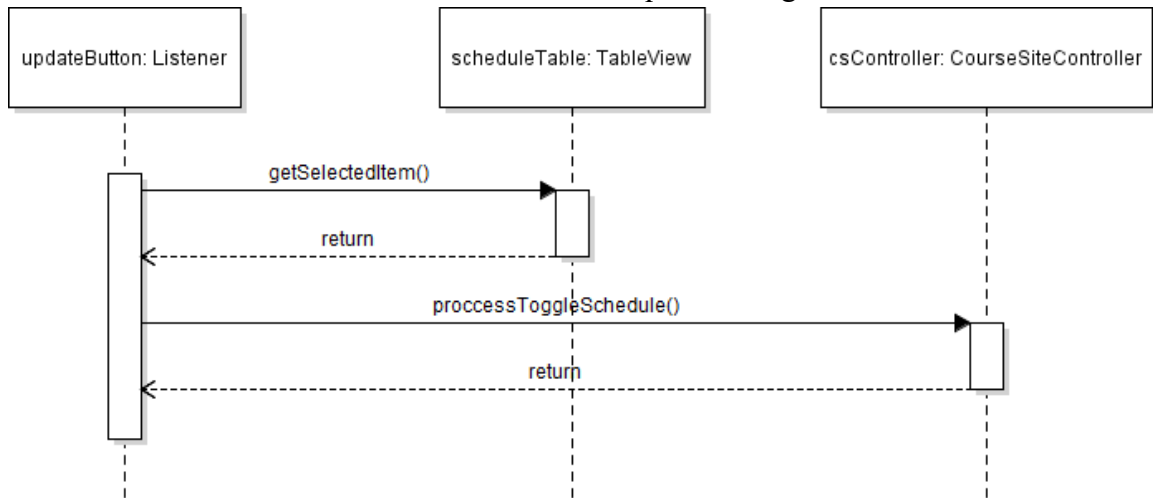 updateButton: Listener
scheduleTable: TableView
csController: CourseSiteController
getSelectedItem()
return
proccessToggleSchedule()
return